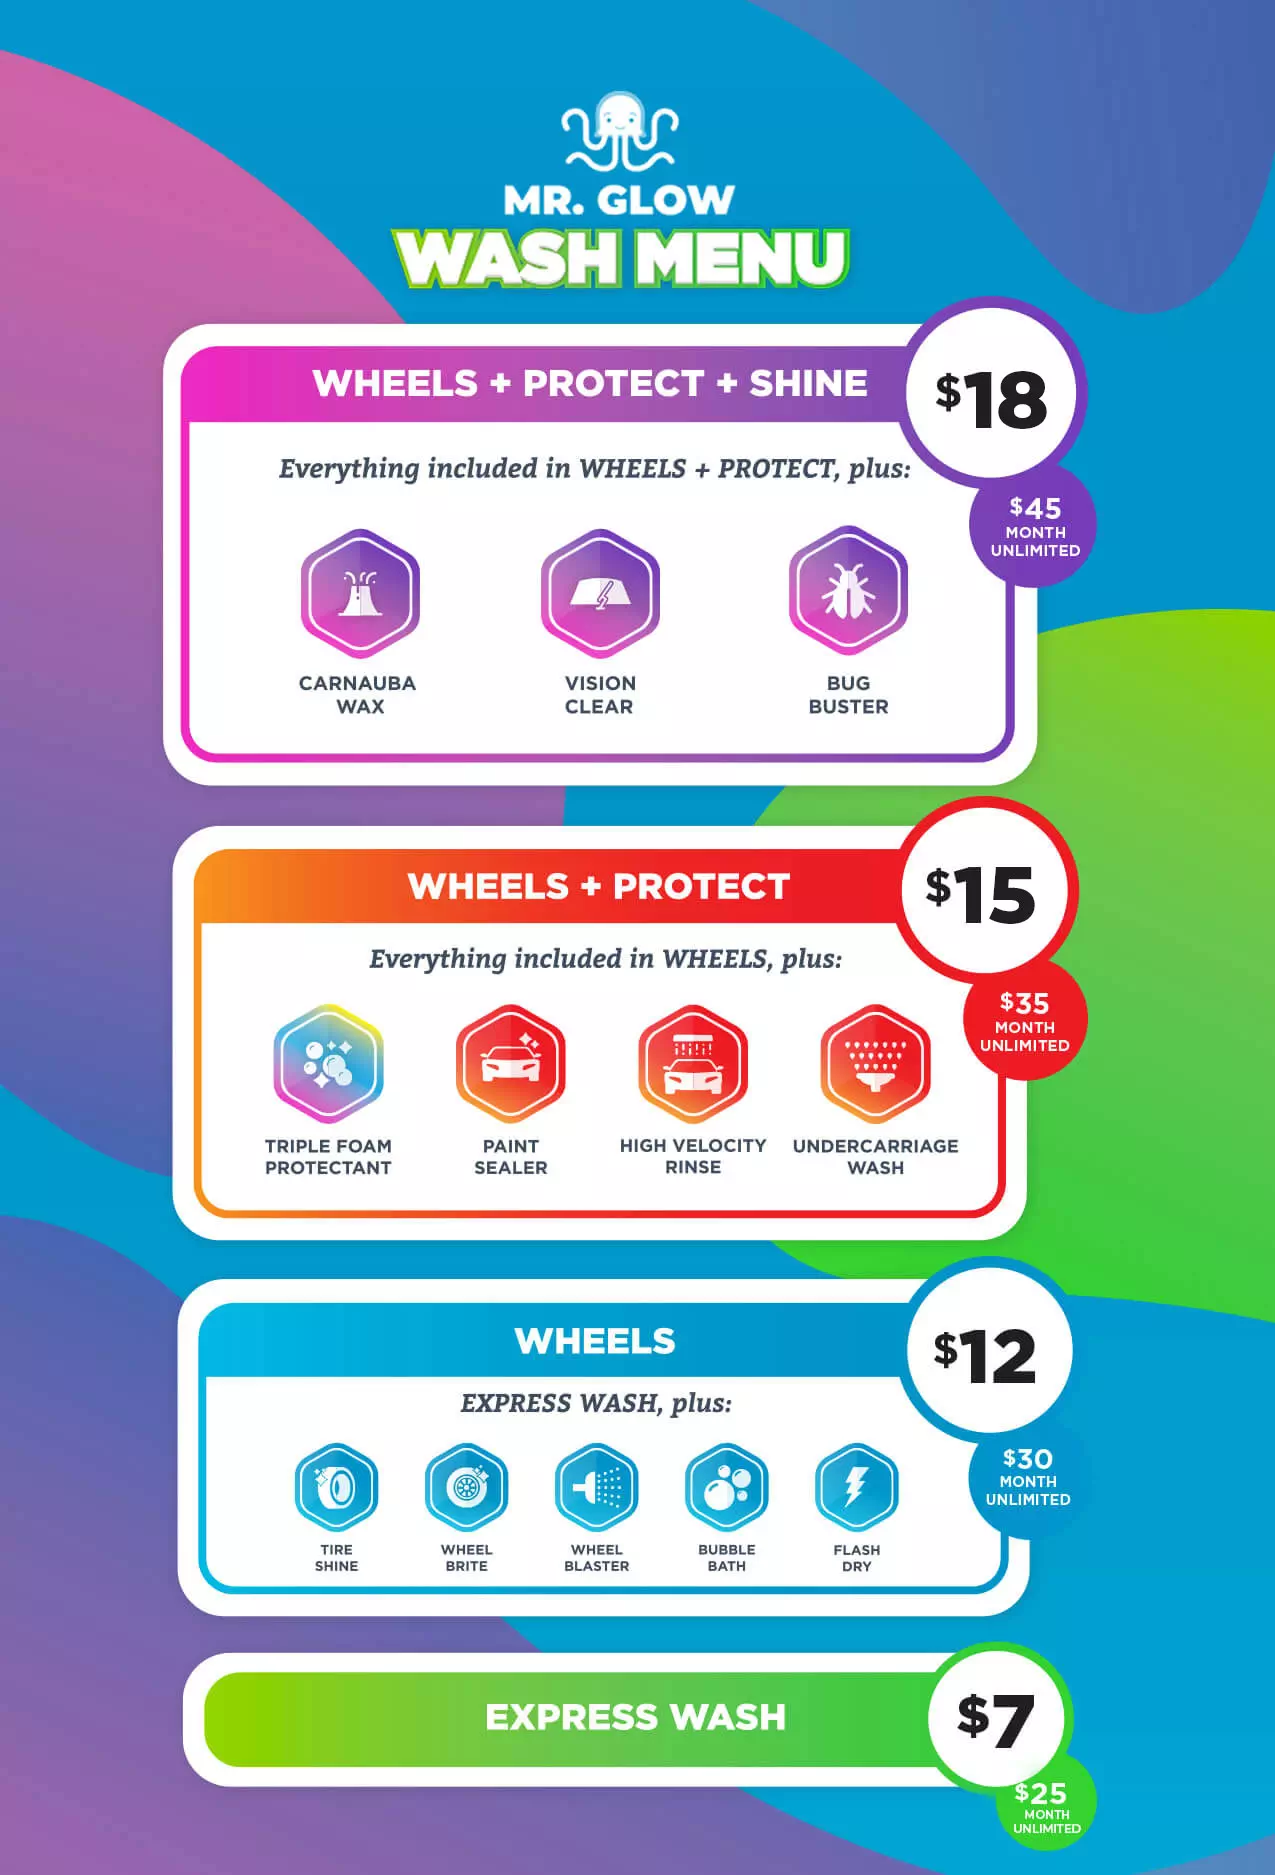 MR. GLOW
WASH MENU
WHEELS + PROTECT + SHINE
$18
$45
MONTH
UNLIMITED
Everything included in WHEELS + PROTECT, plus:
CARNAUBA
WAX
VISION
CLEAR
BUG
BUSTER
WHEELS + PROTECT
$15
$35
MONTH
UNLIMITED
Everything included in WHEELS, plus:
TRIPLE FOAM
PROTECTANT
PAINT
SEALER
HIGH VELOCITY
RINSE
UNDERCARRIAGE
WASH
WHEELS
$12
$30
MONTH
UNLIMITED
EXPRESS WASH, plus:
TIRE
SHINE
WHEEL
BRITE
WHEEL
BLASTER
BUBBLE
BATH
FLASH
DRY
EXPRESS WASH
$7
$25
MONTH
UNLIMITED